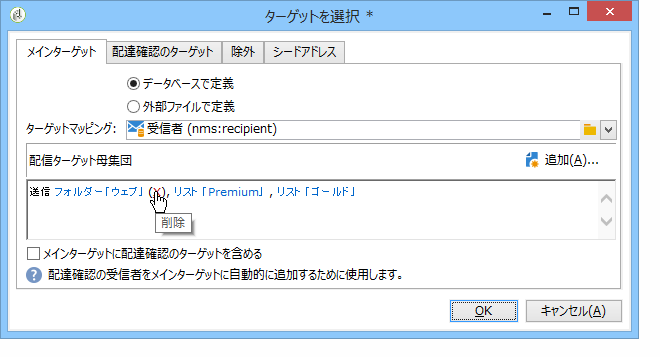 ターゲットを選択 *
メインターゲット 配達確認のターゲット 除外 シードアドレス
データベースで定義
外部ファイルで定義
ターゲットマッピング: 受信者 (nms:recipient)
配信ターゲット母集団 追加(A)...
送信 フォルダー「ウェブ」(X), リスト「Premium」, リスト「ゴールド」
削除
メインターゲットに配達確認のターゲットを含める
? 配達確認の受信者をメインターゲットに自動的に追加するために使用します。
OK キャンセル(A)